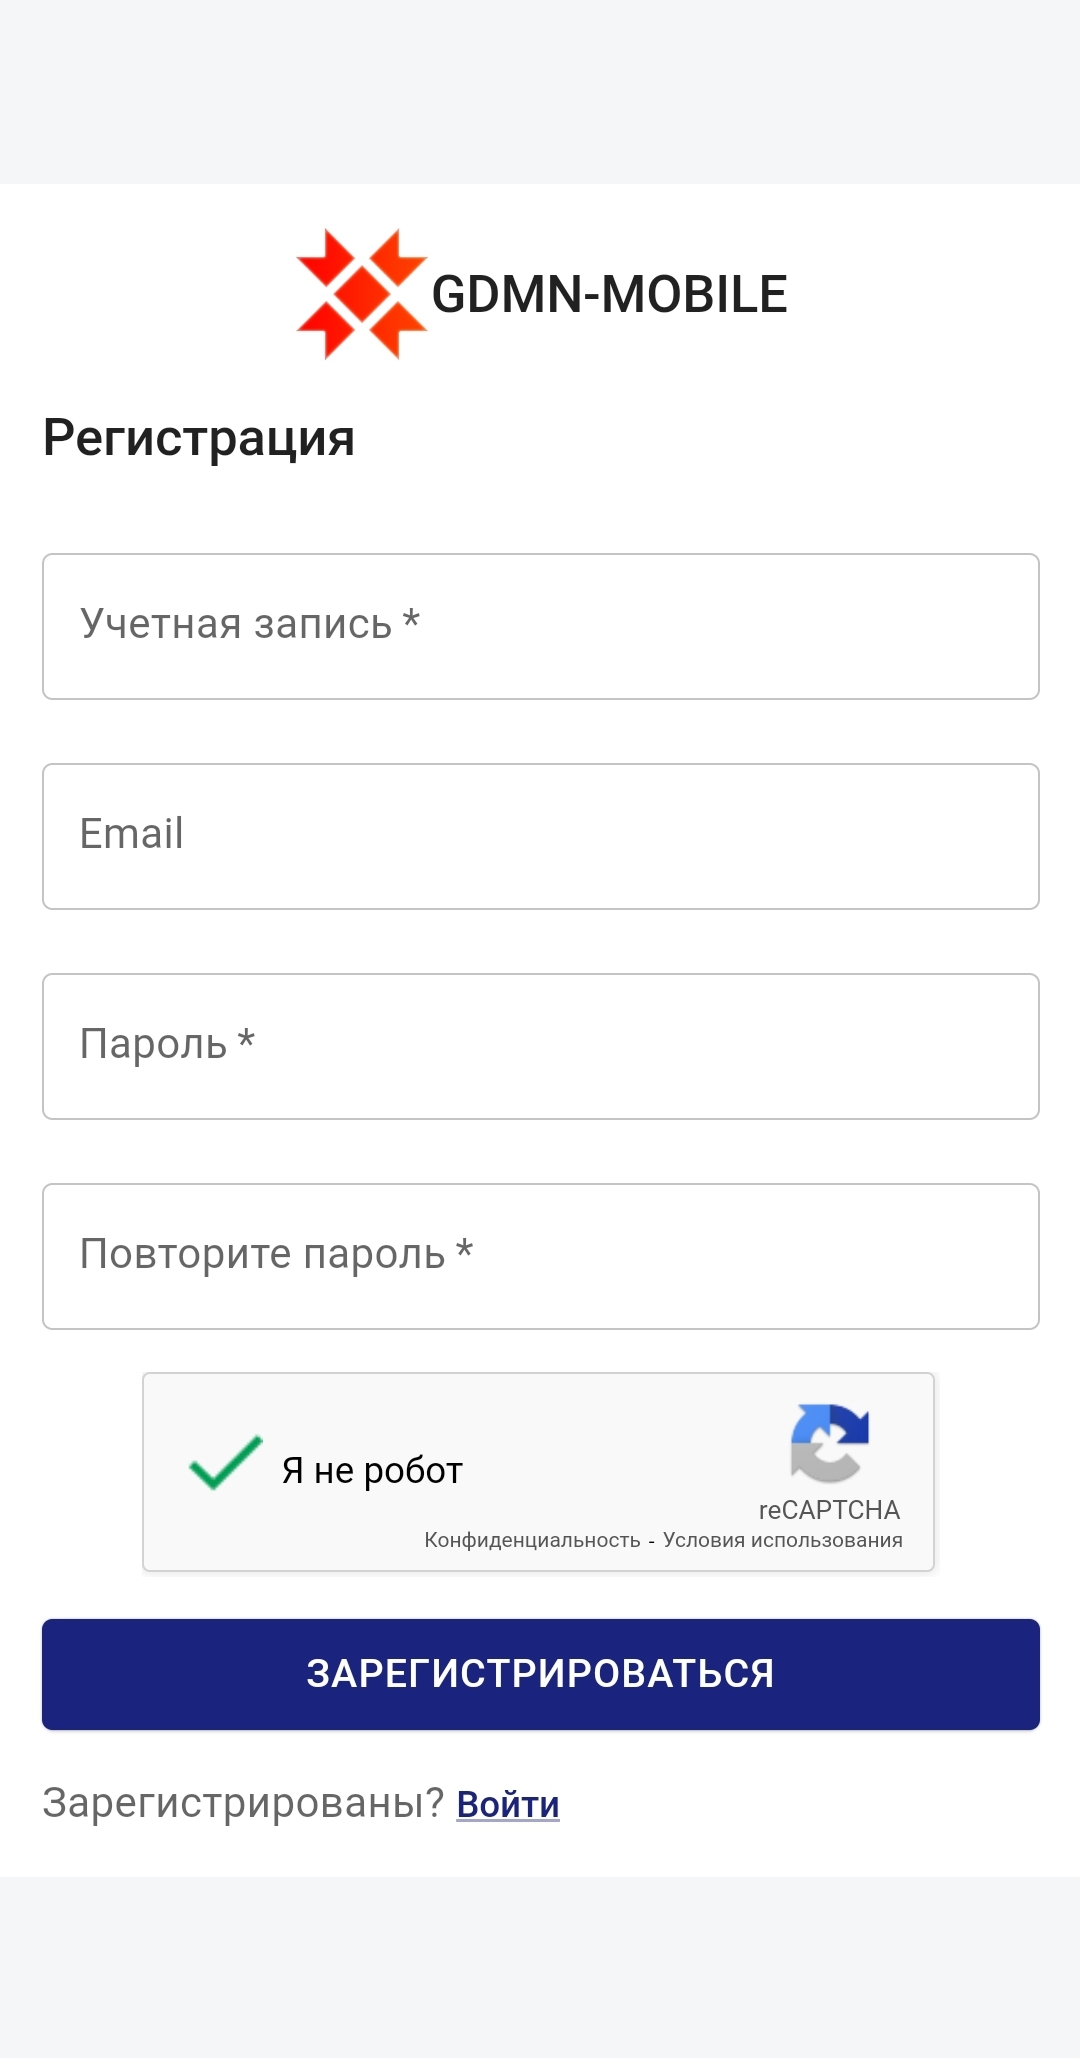 GDMN-MOBILE
Регистрация
Учетная запись *
Email
Пароль *
Повторите пароль *
Я не робот
reCAPTCHA
Конфиденциальность - Условия использования
ЗАРЕГИСТРИРОВАТЬСЯ
Зарегистрированы? Войти